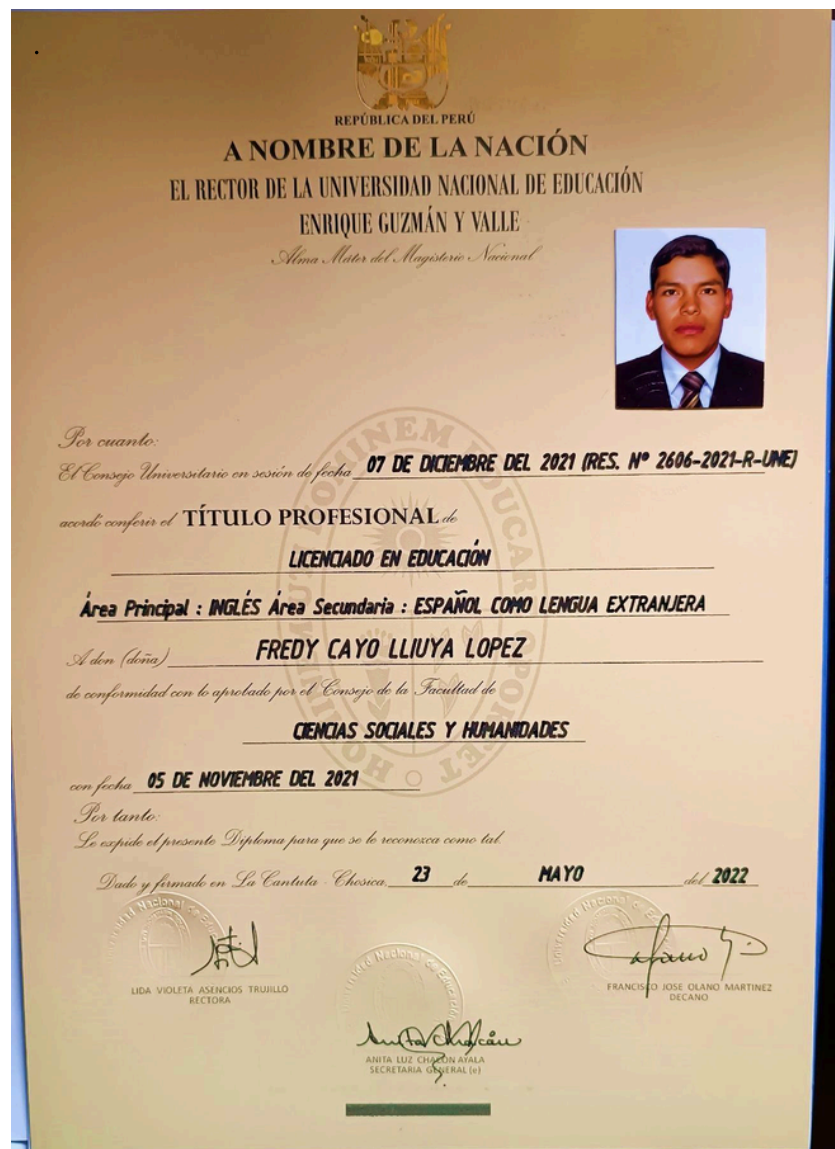 REPÚBLICA DEL PERÚ
A NOMBRE DE LA NACIÓN
EL RECTOR DE LA UNIVERSIDAD NACIONAL DE EDUCACIÓN
ENRIQUE GUZMÁN Y VALLE
Alma Máter del Magisterio Nacional
Por cuanto:
El Consejo Universitario en sesión de fecha 07 DE DICIEMBRE DEL 2021 (RES. Nº 2606-2021-R-UNE)
acordó conferir el TÍTULO PROFESIONAL de
LICENCIADO EN EDUCACIÓN
Área Principal : INGLÉS Área Secundaria : ESPAÑOL COMO LENGUA EXTRANJERA
A don (doña) FREDY CAYO LLIUYA LOPEZ
de conformidad con lo aprobado por el Consejo de la Facultad de
CIENCIAS SOCIALES Y HUMANIDADES
con fecha 05 DE NOVIEMBRE DEL 2021
Por tanto:
Le expide el presente Diploma para que se le reconozca como tal.
Dado y firmado en La Cantuta - Chosica, 23 de MAYO del 2022
LIDA VIOLETA ASENCIOS TRUJILLO
RECTORA
FRANCISCO JOSE OLANO MARTINEZ
DECANO
ANITA LUZ CHACON AYALA
SECRETARIA GENERAL (e)